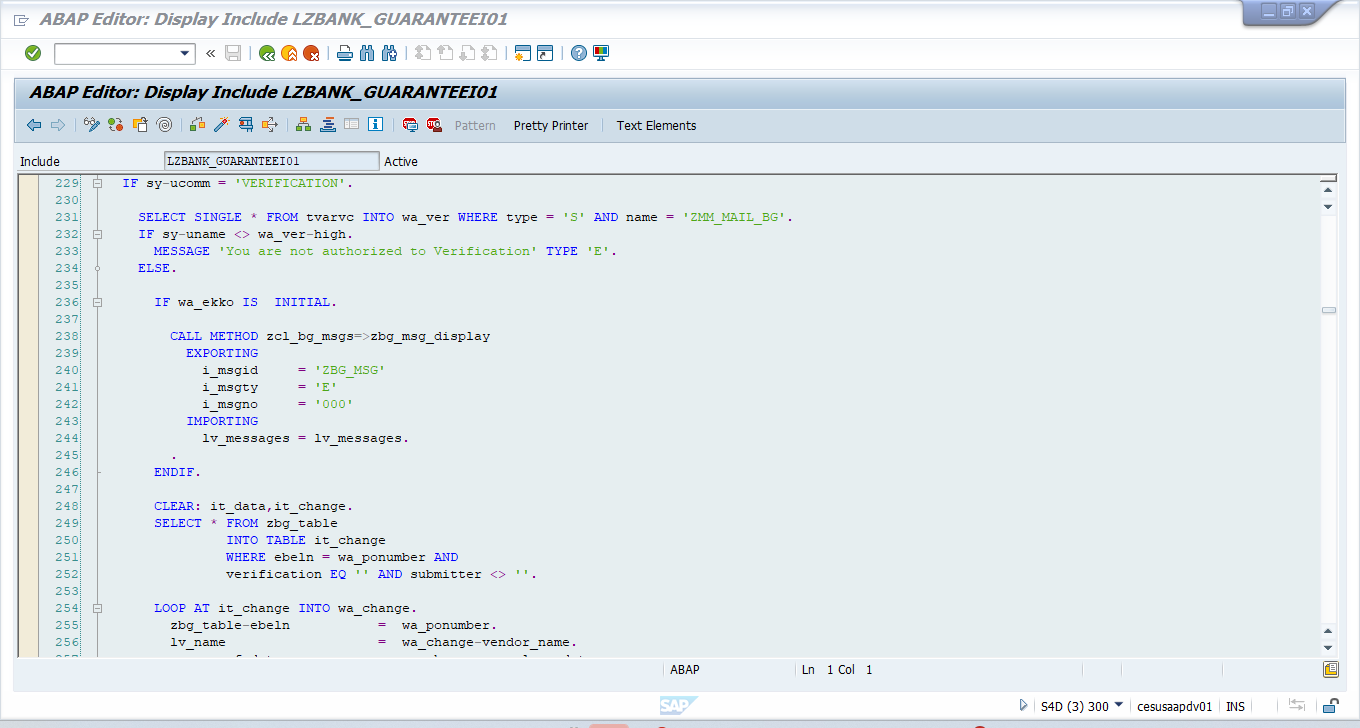 ABAP Editor: Display Include LZBANK_GUARANTEEI01
ABAP Editor: Display Include LZBANK_GUARANTEEI01
Pattern Pretty Printer Text Elements
Include LZBANK_GUARANTEEI01 Active
229 IF sy-ucomm = 'VERIFICATION'.
230
231 SELECT SINGLE * FROM tvarvc INTO wa_ver WHERE type = 'S' AND name = 'ZMM_MAIL_BG'.
232 IF sy-uname <> wa_ver-high.
233 MESSAGE 'You are not authorized to Verification' TYPE 'E'.
234 ELSE.
235
236 IF wa_ekko IS  INITIAL.
237
238 CALL METHOD zcl_bg_msgs=>zbg_msg_display
239 EXPORTING
240 i_msgid     = 'ZBG_MSG'
241 i_msgty     = 'E'
242 i_msgno     = '000'
243 IMPORTING
244 lv_messages = lv_messages.
245 .
246 ENDIF.
247
248 CLEAR: it_data,it_change.
249 SELECT * FROM zbg_table
250 INTO TABLE it_change
251 WHERE ebeln = wa_ponumber AND
252 verification EQ '' AND submitter <> ''.
253
254 LOOP AT it_change INTO wa_change.
255 zbg_table-ebeln           =  wa_ponumber.
256 lv_name                   =  wa_change-vendor_name.
ABAP Ln 1 Col 1
SAP
S4D (3) 300 cesusaapdv01 INS